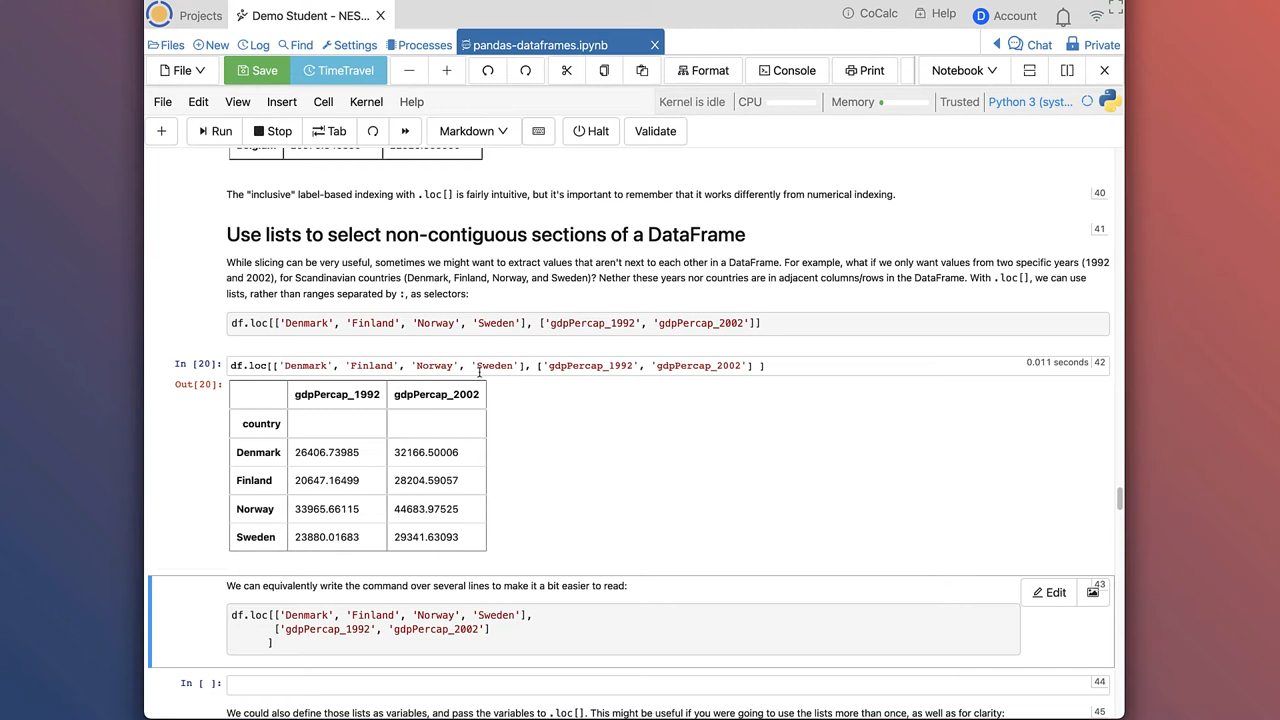 Projects
Demo Student - NES...
CoCalc
Help
Account
Files
New
Log
Find
Settings
Processes
pandas-dataframes.ipynb
Chat
Private
File
Save
TimeTravel
Format
Console
Print
Notebook
File Edit View Insert Cell Kernel Help
Kernel is idle
CPU
Memory
Trusted
Python 3 (syst...
Run
Stop
Tab
Markdown
Halt
Validate
The "inclusive" label-based indexing with .loc[] is fairly intuitive, but it's important to remember that it works differently from numerical indexing.
40
Use lists to select non-contiguous sections of a DataFrame
41
While slicing can be very useful, sometimes we might want to extract values that aren't next to each other in a DataFrame. For example, what if we only want values from two specific years (1992
and 2002), for Scandinavian countries (Denmark, Finland, Norway, and Sweden)? Nether these years nor countries are in adjacent columns/rows in the DataFrame. With .loc[], we can use
lists, rather than ranges separated by :, as selectors:
df.loc[['Denmark', 'Finland', 'Norway', 'Sweden'], ['gdpPercap_1992', 'gdpPercap_2002']]
In [20]: df.loc[['Denmark', 'Finland', 'Norway', 'Sweden'], ['gdpPercap_1992', 'gdpPercap_2002'] ]
0.011 seconds 42
Out[20]:
gdpPercap_1992 gdpPercap_2002
country
Denmark 26406.73985 32166.50006
Finland 20647.16499 28204.59057
Norway 33965.66115 44683.97525
Sweden 23880.01683 29341.63093
We can equivalently write the command over several lines to make it a bit easier to read:
43
Edit
df.loc[['Denmark', 'Finland', 'Norway', 'Sweden'],
['gdpPercap_1992', 'gdpPercap_2002']
]
In [ ]:
44
We could also define those lists as variables, and pass the variables to .loc[]. This might be useful if you were going to use the lists more than once, as well as for clarity:
45